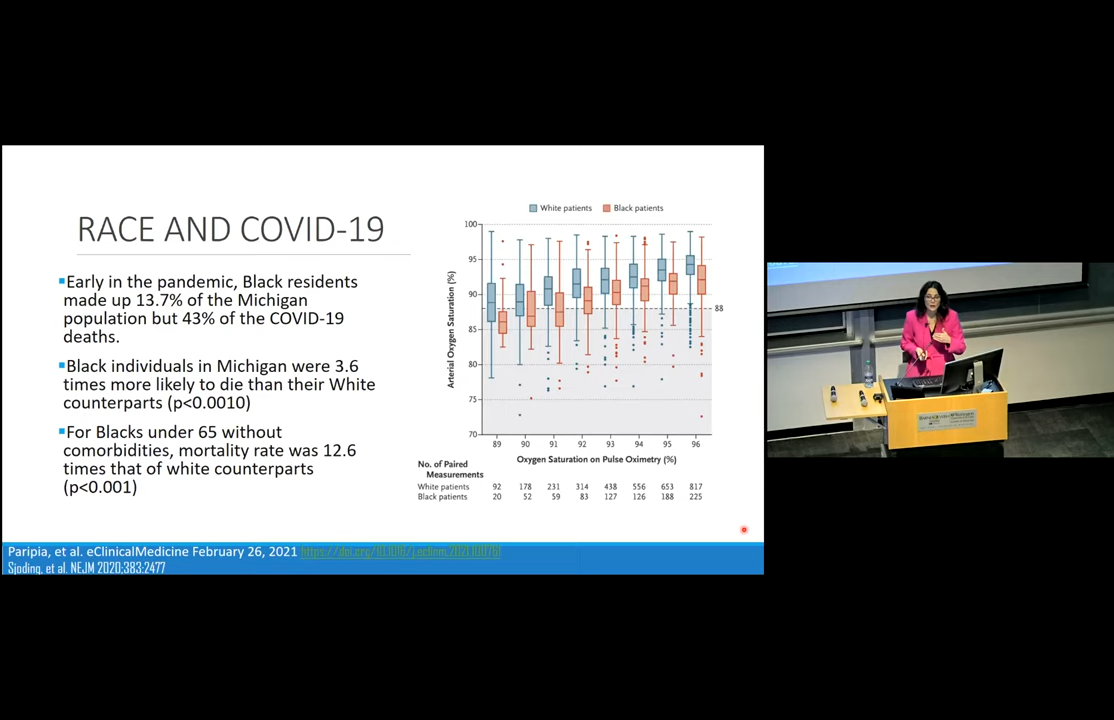 RACE AND COVID-19
Early in the pandemic, Black residents
made up 13.7% of the Michigan
population but 43% of the COVID-19
deaths.
Black individuals in Michigan were 3.6
times more likely to die than their White
counterparts (p<0.0010)
For Blacks under 65 without
comorbidities, mortality rate was 12.6
times that of white counterparts
(p<0.001)
White patients Black patients
Arterial Oxygen Saturation (%)
100
95
90
85
80
75
70
88
89 90 91 92 93 94 95 96
Oxygen Saturation on Pulse Oximetry (%)
No. of Paired
Measurements
White patients 92 178 231 314 438 556 653 817
Black patients 20 52 59 83 127 126 188 225
Paripia, et al. eClinicalMedicine February 26, 2021
Sjoding, et al. NEJM 2020;383:2477